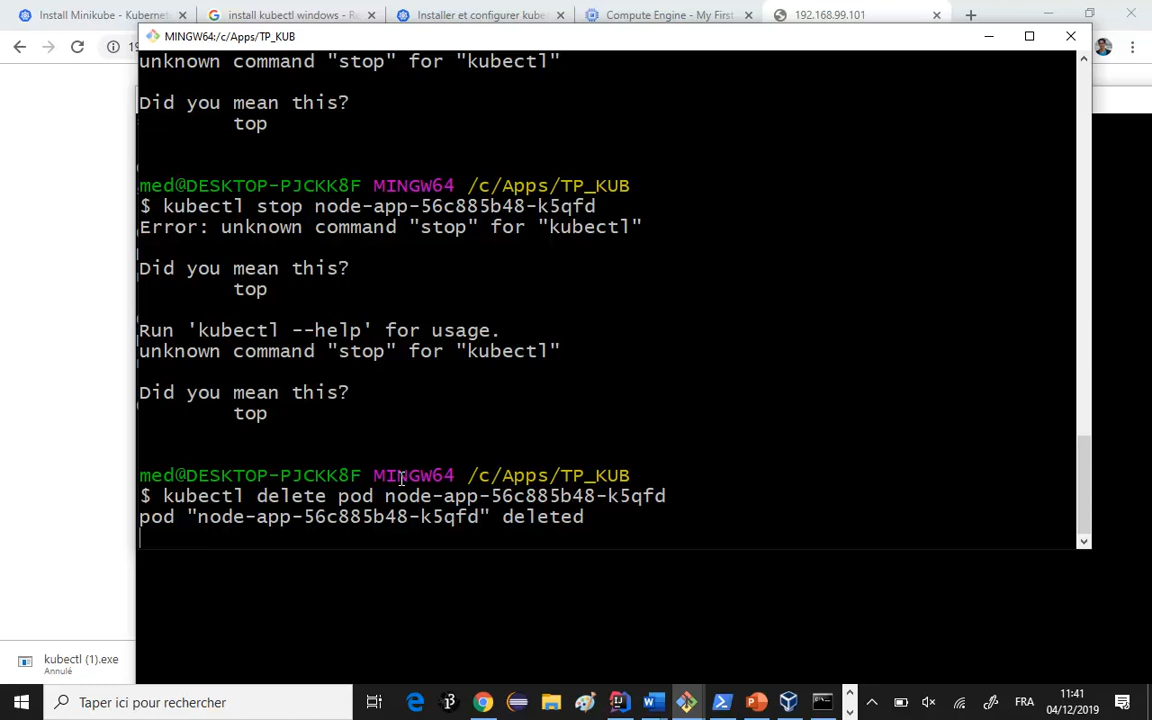 Install Minikube - Kubernet
install kubectl windows - Re
Installer et configurer kube
Compute Engine - My First
192.168.99.101
MINGW64:/c/Apps/TP_KUB
19
unknown command "stop" for "kubectl"
Did you mean this?
top
med@DESKTOP-PJCKK8F MINGW64 /c/Apps/TP_KUB
$ kubectl stop node-app-56c885b48-k5qfd
Error: unknown command "stop" for "kubectl"
Did you mean this?
top
Run 'kubectl --help' for usage.
unknown command "stop" for "kubectl"
Did you mean this?
top
med@DESKTOP-PJCKK8F MINGW64 /c/Apps/TP_KUB
$ kubectl delete pod node-app-56c885b48-k5qfd
pod "node-app-56c885b48-k5qfd" deleted
kubectl (1).exe
Annulé
Taper ici pour rechercher
FRA
11:41
04/12/2019